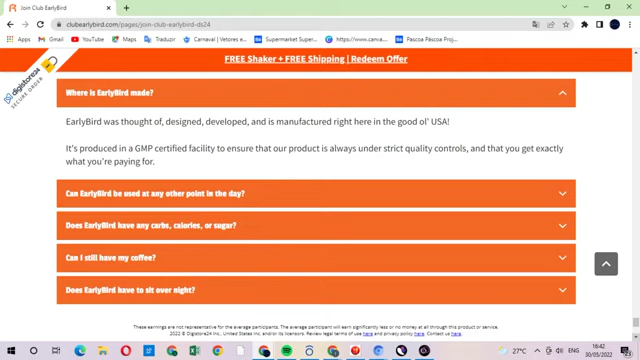 Join Club EarlyBird
clubearlybird.com/pages/join-club-earlybird-ds24
Apps
Gmail
YouTube
Maps
Traduzir
Carnaval | Vetores e
Supermarket Super...
https://www.canva...
Pascoa Páscoa Proj...
FREE Shaker + FREE Shipping | Redeem Offer
digistore24
SECURE ORDER
Where is EarlyBird made?
EarlyBird was thought of, designed, developed, and is manufactured right here in the good ol' USA!
It's produced in a GMP certified facility to ensure that our product is always under strict quality controls, and that you get exactly
what you're paying for.
Can EarlyBird be used at any other point in the day?
Does EarlyBird have any carbs, calories, or sugar?
Can I still have my coffee?
Does EarlyBird have to sit over night?
These earnings are not representative for the average participants. The average participant will earn significantly less or no money at all through this product or service.
2022 © Digistore24 Inc., United States Inc. and/or its licensors. Review legal terms of use here and privacy policy here. Contact us here.
27°C
ENG
16:42
30/05/2022